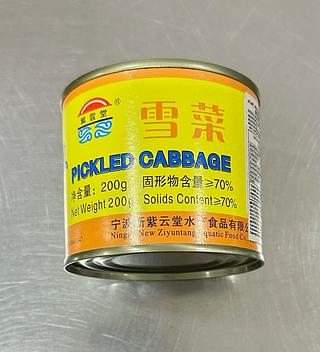 紫雲堂®
雪菜
PICKLED CABBAGE
净含量：200g 固形物含量≥70%
Net Weight 200g Solids Content≥70%
宁波新紫云堂水产食品有限公
Ningbo New Ziyuntang Aquatic Food Co